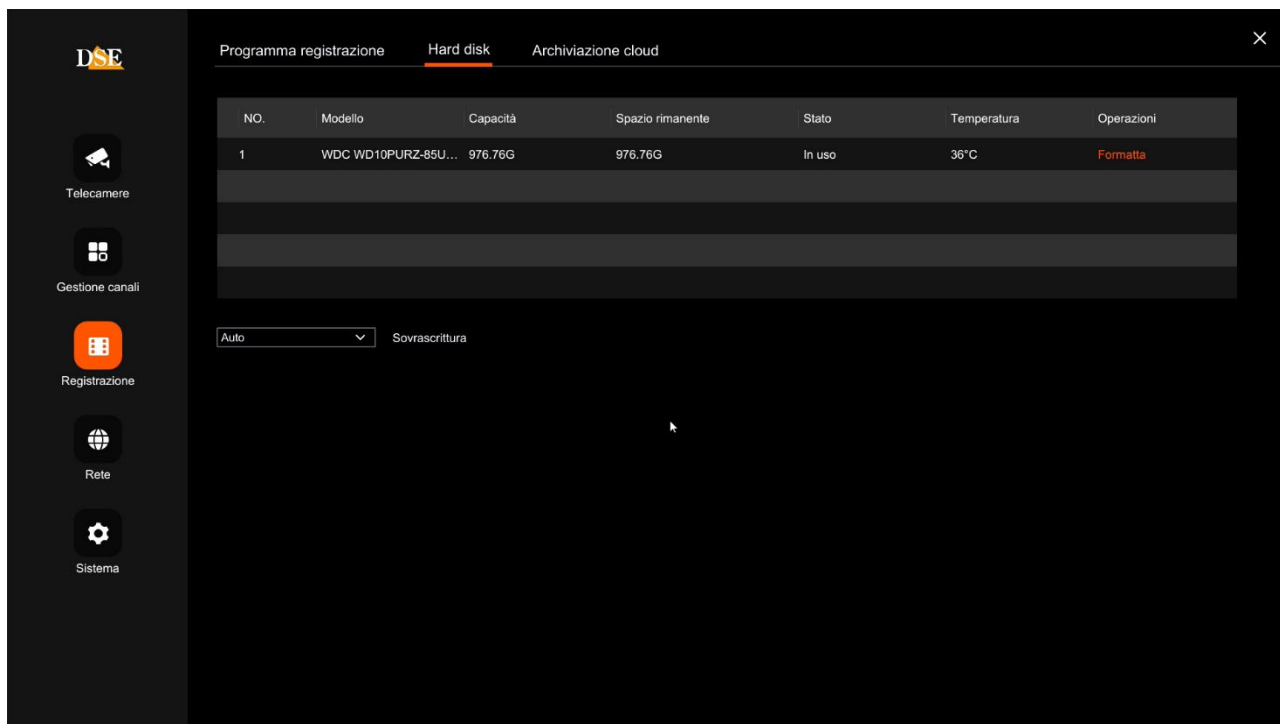 DSE
Programma registrazione Hard disk Archiviazione cloud
NO. Modello Capacità Spazio rimanente Stato Temperatura Operazioni
1 WDC WD10PURZ-85U... 976.76G 976.76G In uso 36°C Formatta
Auto Sovrascrittura
Telecamere
Gestione canali
Registrazione
Rete
Sistema